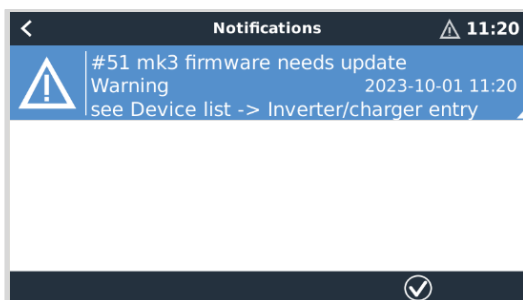 Notifications 11:20
#51 mk3 firmware needs update
Warning 2023-10-01 11:20
see Device list -> Inverter/charger entry